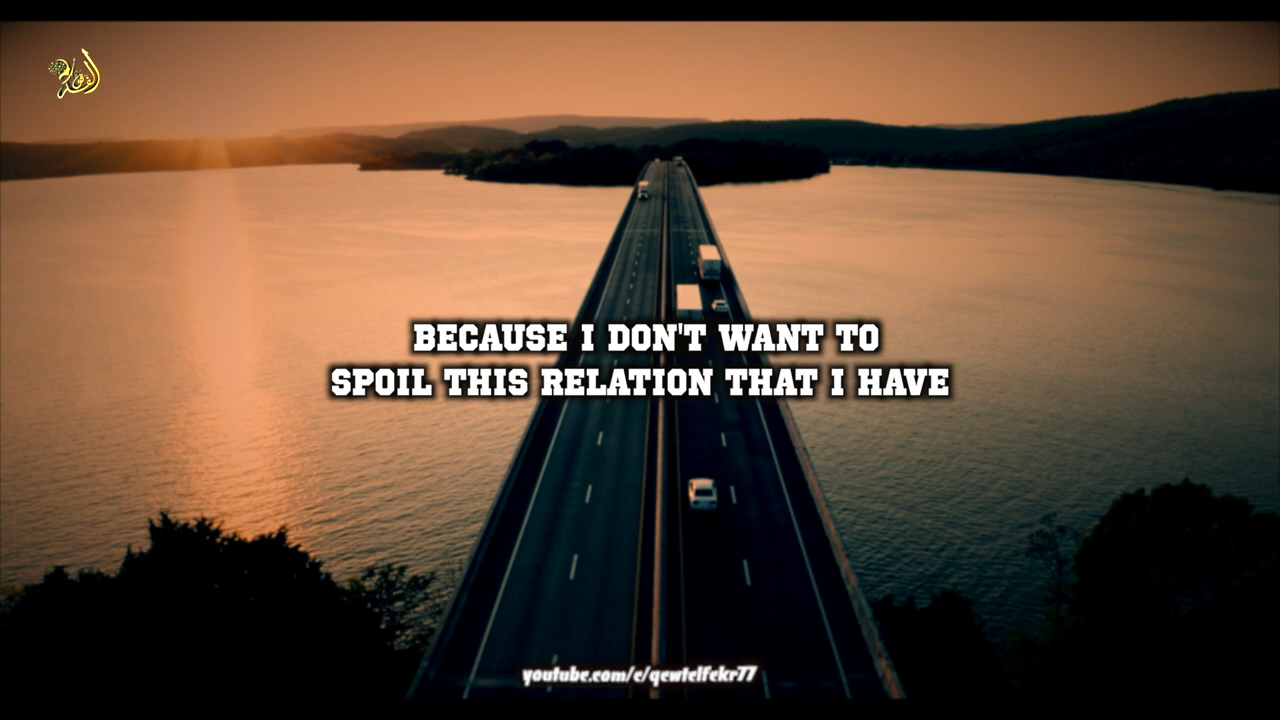 BECAUSE I DON'T WANT TO
SPOIL THIS RELATION THAT I HAVE
youtube.com/c/qewtelfekr77